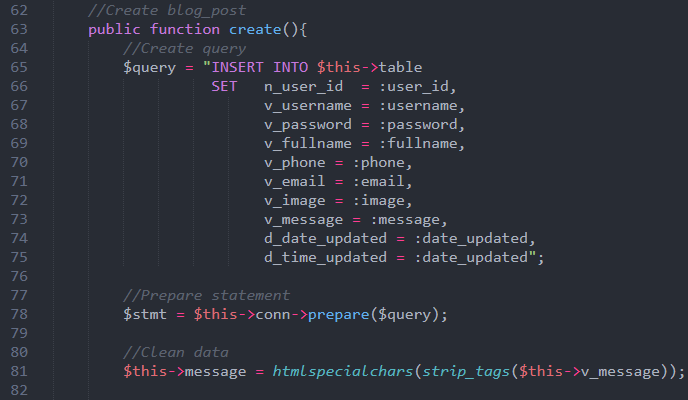 62 //Create blog_post
63 public function create(){
64 //Create query
65 $query = "INSERT INTO $this->table
66 SET n_user_id = :user_id,
67 v_username = :username,
68 v_password = :password,
69 v_fullname = :fullname,
70 v_phone = :phone,
71 v_email = :email,
72 v_image = :image,
73 v_message = :message,
74 d_date_updated = :date_updated,
75 d_time_updated = :date_updated";
76
77 //Prepare statement
78 $stmt = $this->conn->prepare($query);
79
80 //Clean data
81 $this->message = htmlspecialchars(strip_tags($this->v_message));
82